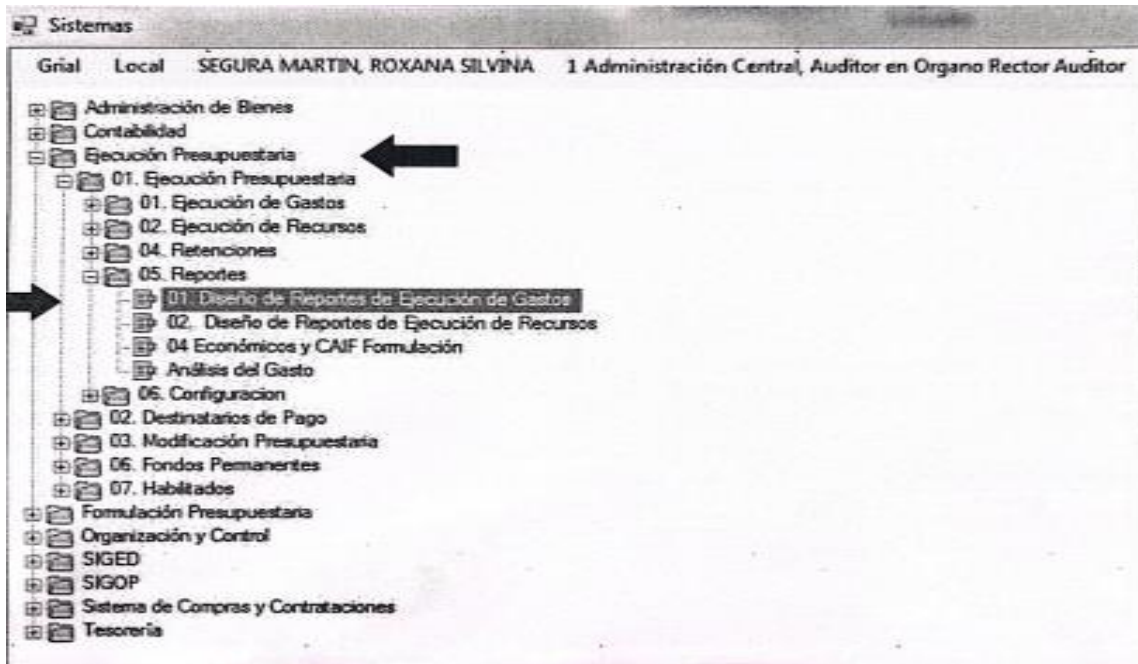 Sistemas
Grial Local SEGURA MARTIN, ROXANA SILVINA 1 Administración Central, Auditor en Organo Rector Auditor
Administración de Bienes
Contabilidad
Ejecución Presupuestaria
01. Ejecución Presupuestaria
01. Ejecución de Gastos
02. Ejecución de Recursos
04. Retenciones
05. Reportes
01. Diseño de Reportes de Ejecución de Gastos
02. Diseño de Reportes de Ejecución de Recursos
04 Económicos y CAIF Formulación
Análisis del Gasto
06. Configuracion
02. Destinatarios de Pago
03. Modificación Presupuestaria
06. Fondos Permanentes
07. Habilitados
Formulación Presupuestaria
Organización y Control
SIGED
SIGOP
Sistema de Compras y Contrataciones
Tesorería